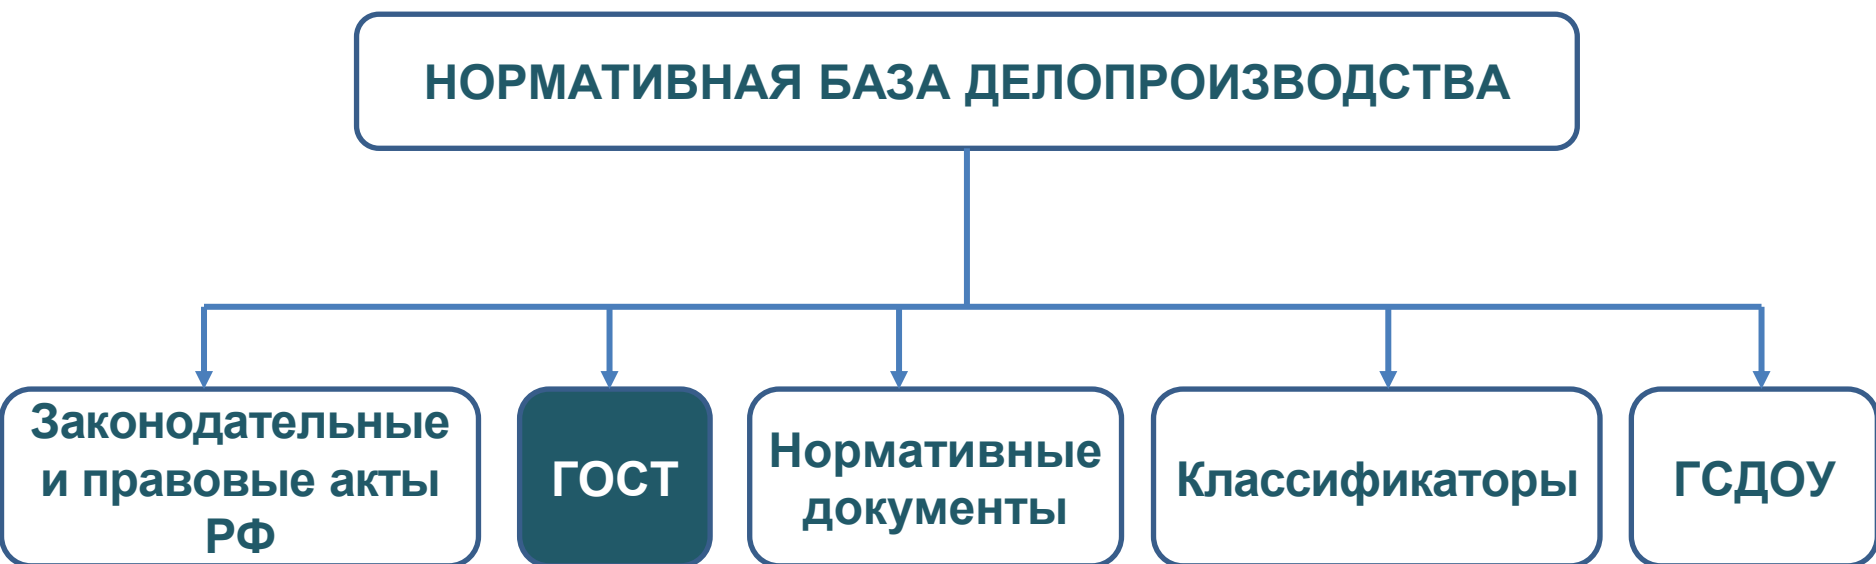 НОРМАТИВНАЯ БАЗА ДЕЛОПРОИЗВОДСТВА
Законодательные
и правовые акты
РФ
ГОСТ
Нормативные
документы
Классификаторы
ГСДОУ